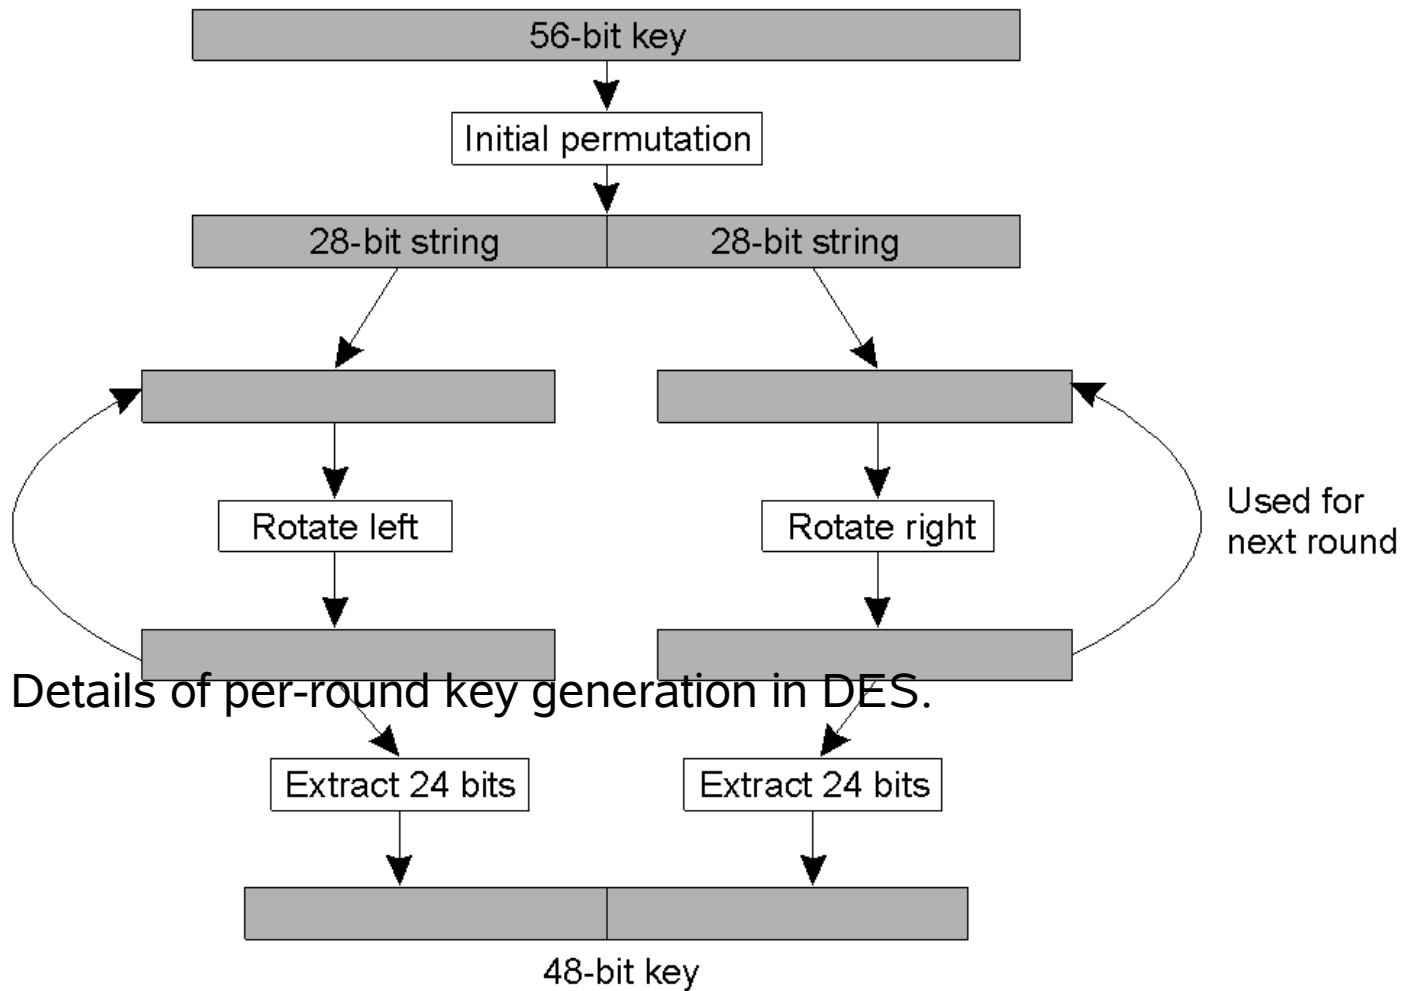 56-bit key
Initial permutation
28-bit string 28-bit string
Rotate left Rotate right
Used for
next round
Details of per-round key generation in DES.
Extract 24 bits Extract 24 bits
48-bit key